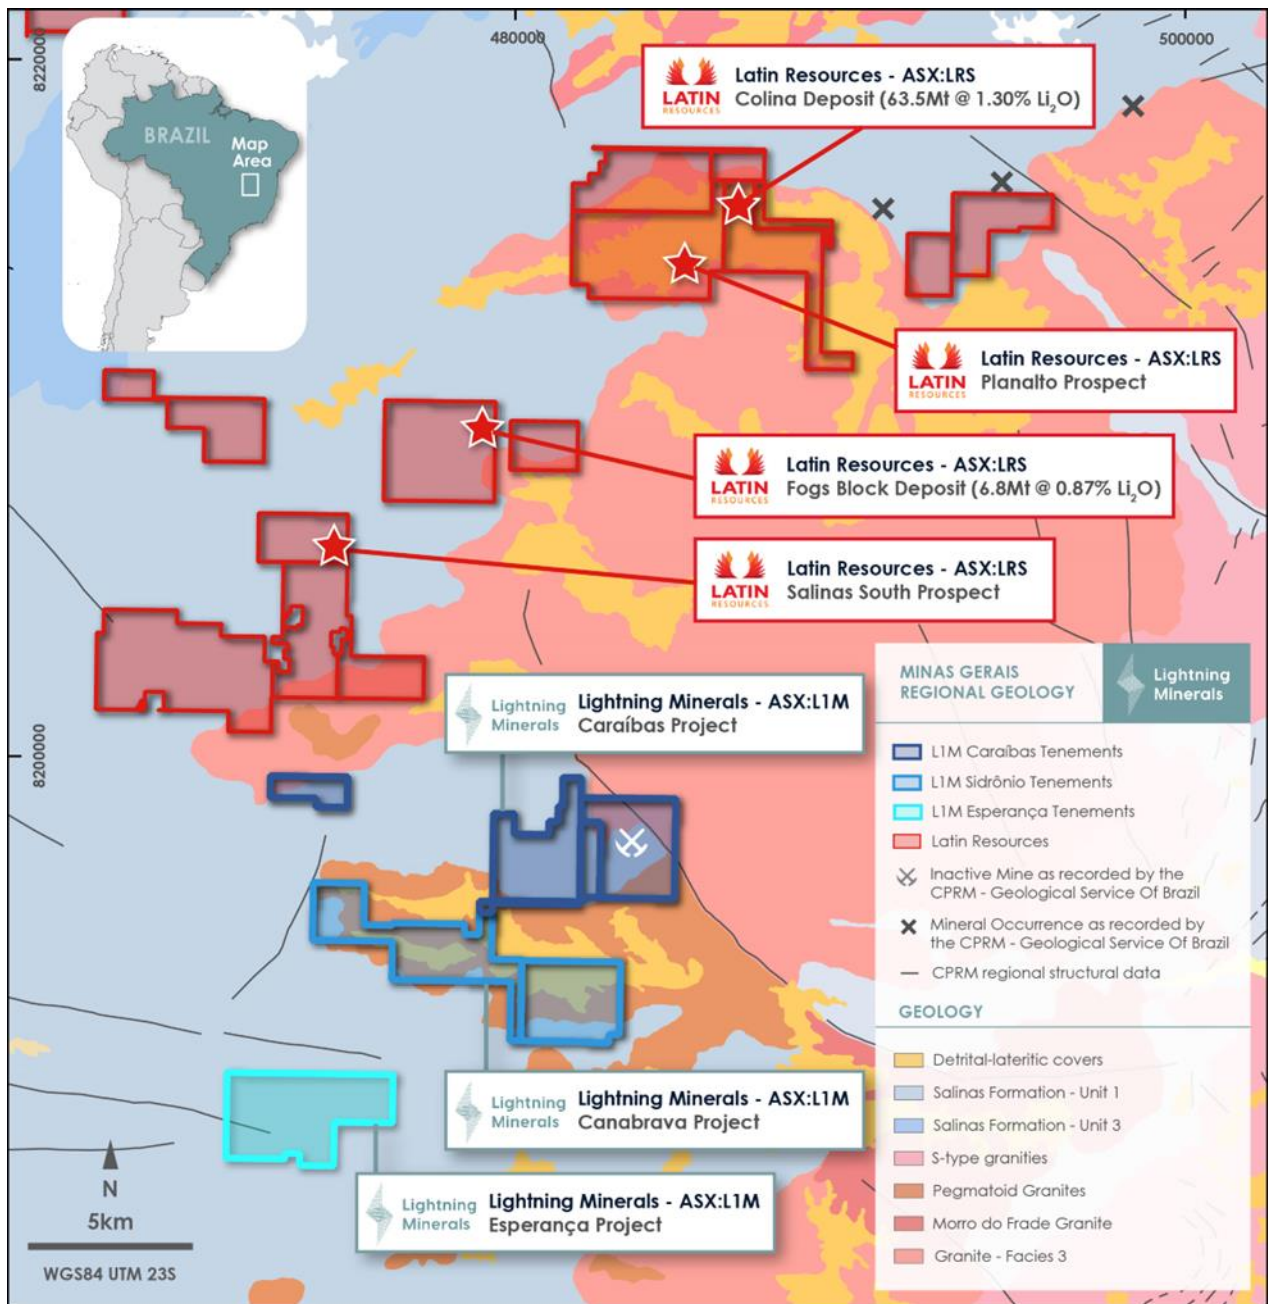 480000
500000
8220000
BRAZIL
Map
Area
LATIN
RESOURCES
Latin Resources - ASX:LRS
Colina Deposit (63.5Mt @ 1.30% Li₂O)
LATIN
RESOURCES
Latin Resources - ASX:LRS
Planalto Prospect
LATIN
RESOURCES
Latin Resources - ASX:LRS
Fogs Block Deposit (6.8Mt @ 0.87% Li₂O)
LATIN
RESOURCES
Latin Resources - ASX:LRS
Salinas South Prospect
8200000
Lightning
Minerals
Lightning Minerals - ASX:L1M
Caraíbas Project
Lightning
Minerals
Lightning Minerals - ASX:L1M
Canabrava Project
Lightning
Minerals
Lightning Minerals - ASX:L1M
Esperança Project
N
5km
WGS84 UTM 23S
MINAS GERAIS
REGIONAL GEOLOGY
Lightning
Minerals
L1M Caraíbas Tenements
L1M Sidrônio Tenements
L1M Esperança Tenements
Latin Resources
Inactive Mine as recorded by the
CPRM - Geological Service Of Brazil
Mineral Occurrence as recorded by
the CPRM - Geological Service Of Brazil
CPRM regional structural data
GEOLOGY
Detrital-lateritic covers
Salinas Formation - Unit 1
Salinas Formation - Unit 3
S-type granities
Pegmatoid Granites
Morro do Frade Granite
Granite - Facies 3